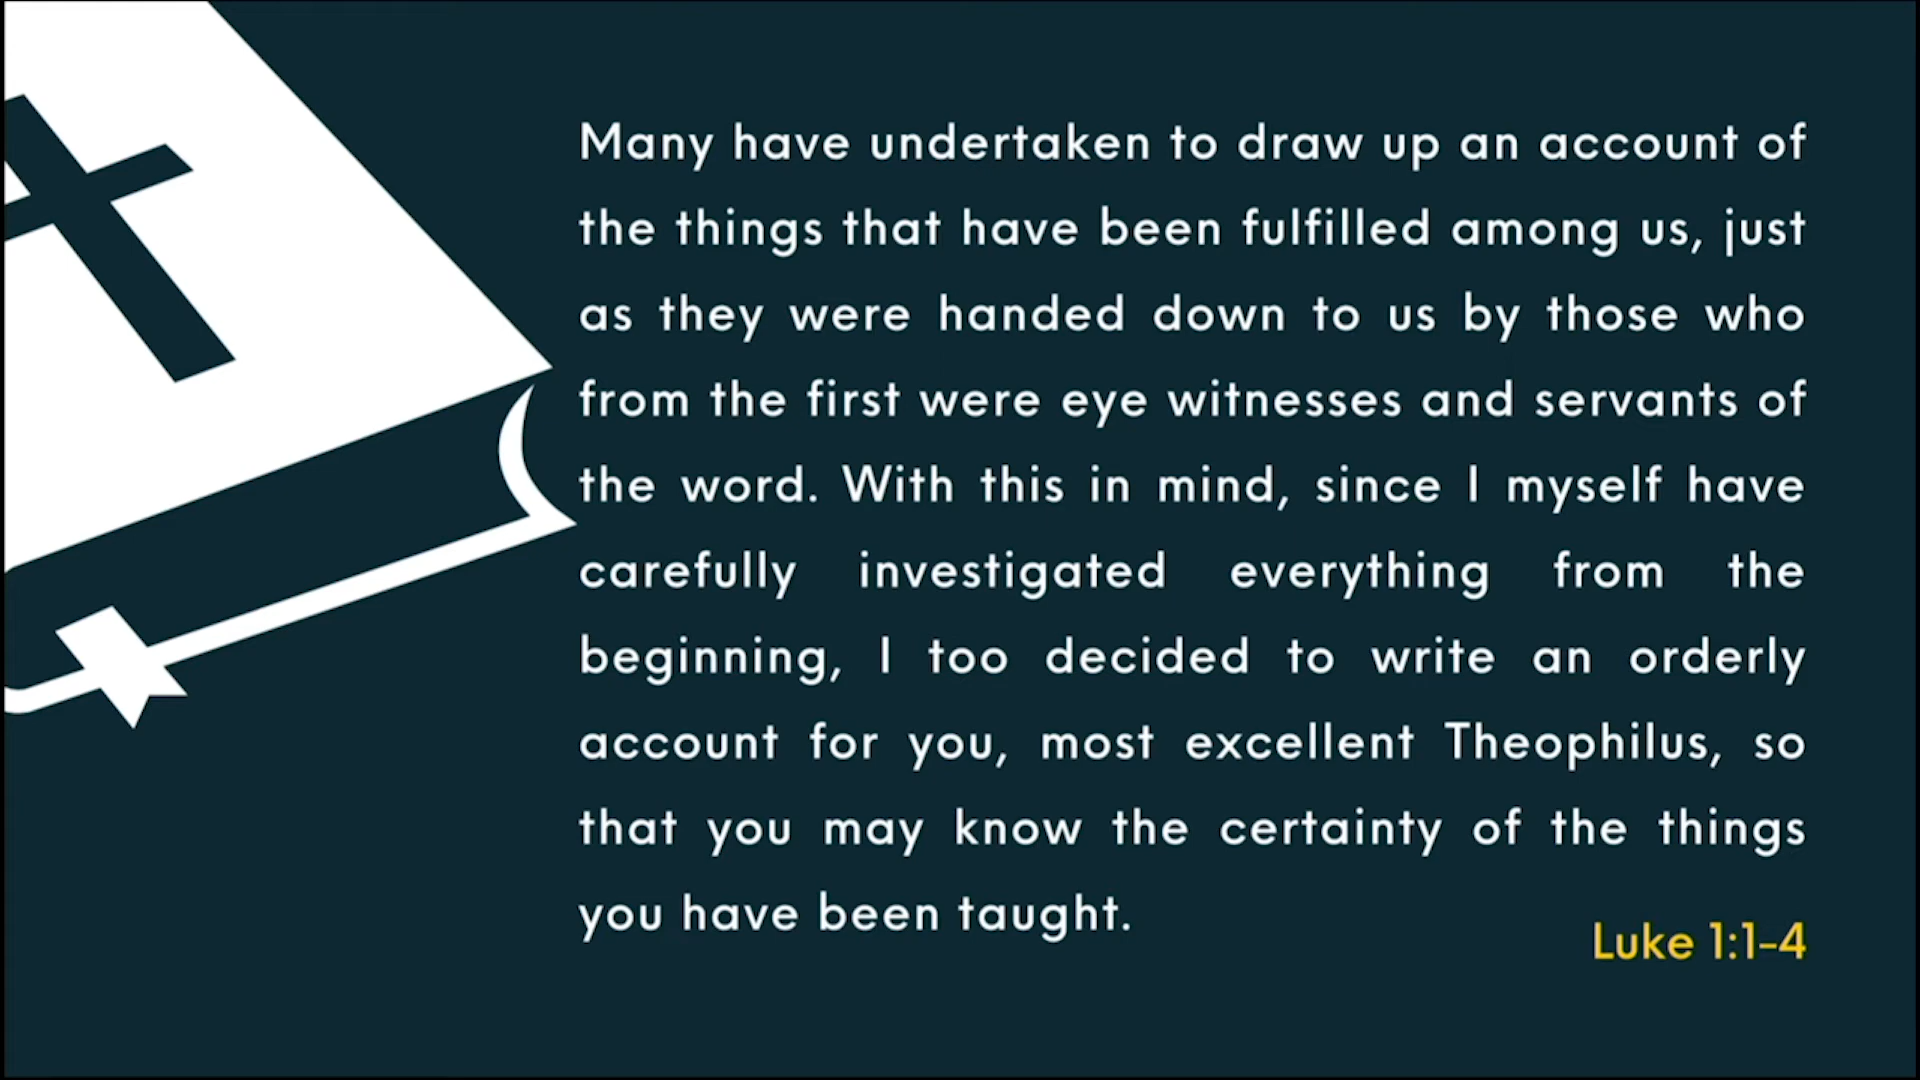 Many have undertaken to draw up an account of
the things that have been fulfilled among us, just
as they were handed down to us by those who
from the first were eye witnesses and servants of
the word. With this in mind, since I myself have
carefully investigated everything from the
beginning, I too decided to write an orderly
account for you, most excellent Theophilus, so
that you may know the certainty of the things
you have been taught.
Luke 1:1-4